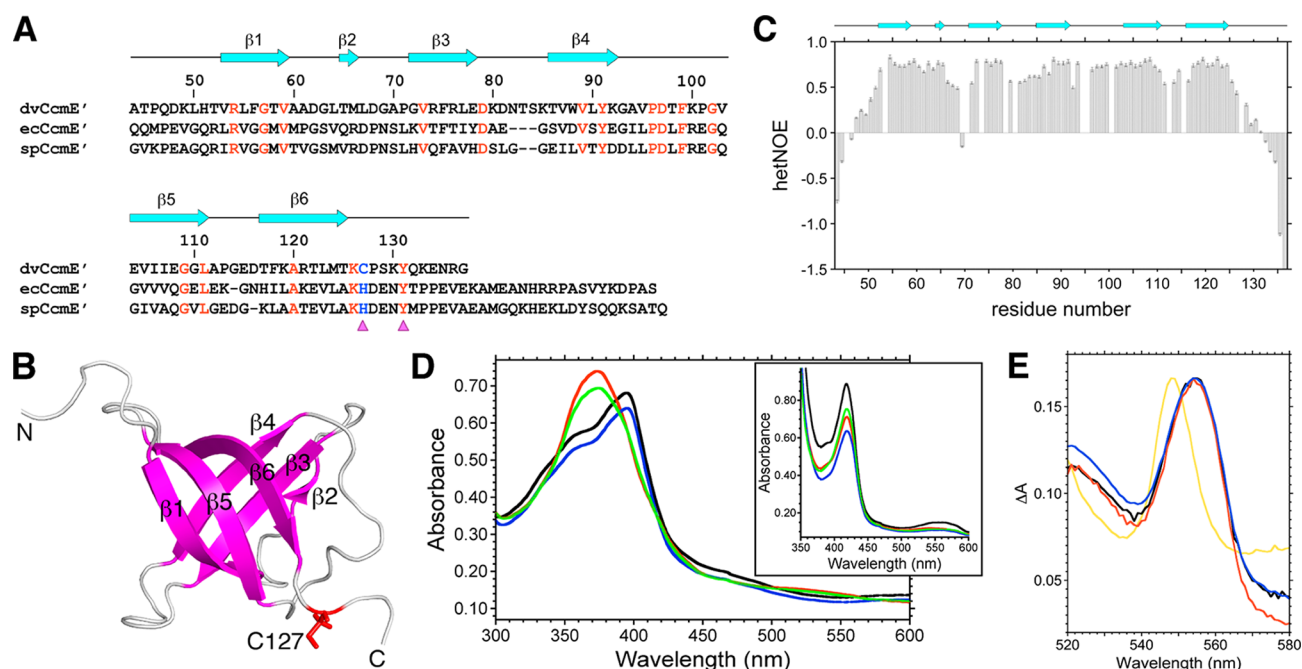 A
β1 β2 β3 β4
50 60 70 80 90 100
dvCcmE′ ATPQDKLHTVRLFGTVAADGLTMLDGAPGVRFRLEDKDNTSKTVWVLYKGAVPDTFKPGV
ecCcmE′ QQMPEVGQRLRVGGMVMPGSVQRDPNSLKVTFTIYDAE---GSVDVSYEGILPDLFREGQ
spCcmE′ GVKPEAGQRIRVGGMVTVGSMVRDPNSLHVQFAVHDSLG--GEILVTYDDLLPDLFREGQ
β5 β6
110 120 130
dvCcmE′ EVIIEGGLAPGEDTFKARTLMTKCPSKYQKENRG
ecCcmE′ GVVVQGELEK-GNHILAKEVLAKHDENYTPPEVEKAMEANHRRPASVYKDPAS
spCcmE′ GIVAQGVLGEDG-KLAATEVLAKHDENYMPPEVAEAMGQKHEKLDYSQQKSATQ
B
N
β1 β5 β4 β6 β3 β2
C127
C
C
1.0
0.5
0.0
-0.5
-1.0
-1.5
hetNOE
50 60 70 80 90 100 110 120 130
residue number
D
0.70
0.60
0.50
0.40
0.30
0.20
0.10
Absorbance
300 350 400 450 500 550 600
Wavelength (nm)
0.80
0.60
0.40
0.20
Absorbance
350 400 450 500 550 600
Wavelength (nm)
E
0.15
0.10
0.05
ΔA
520 540 560 580
Wavelength (nm)